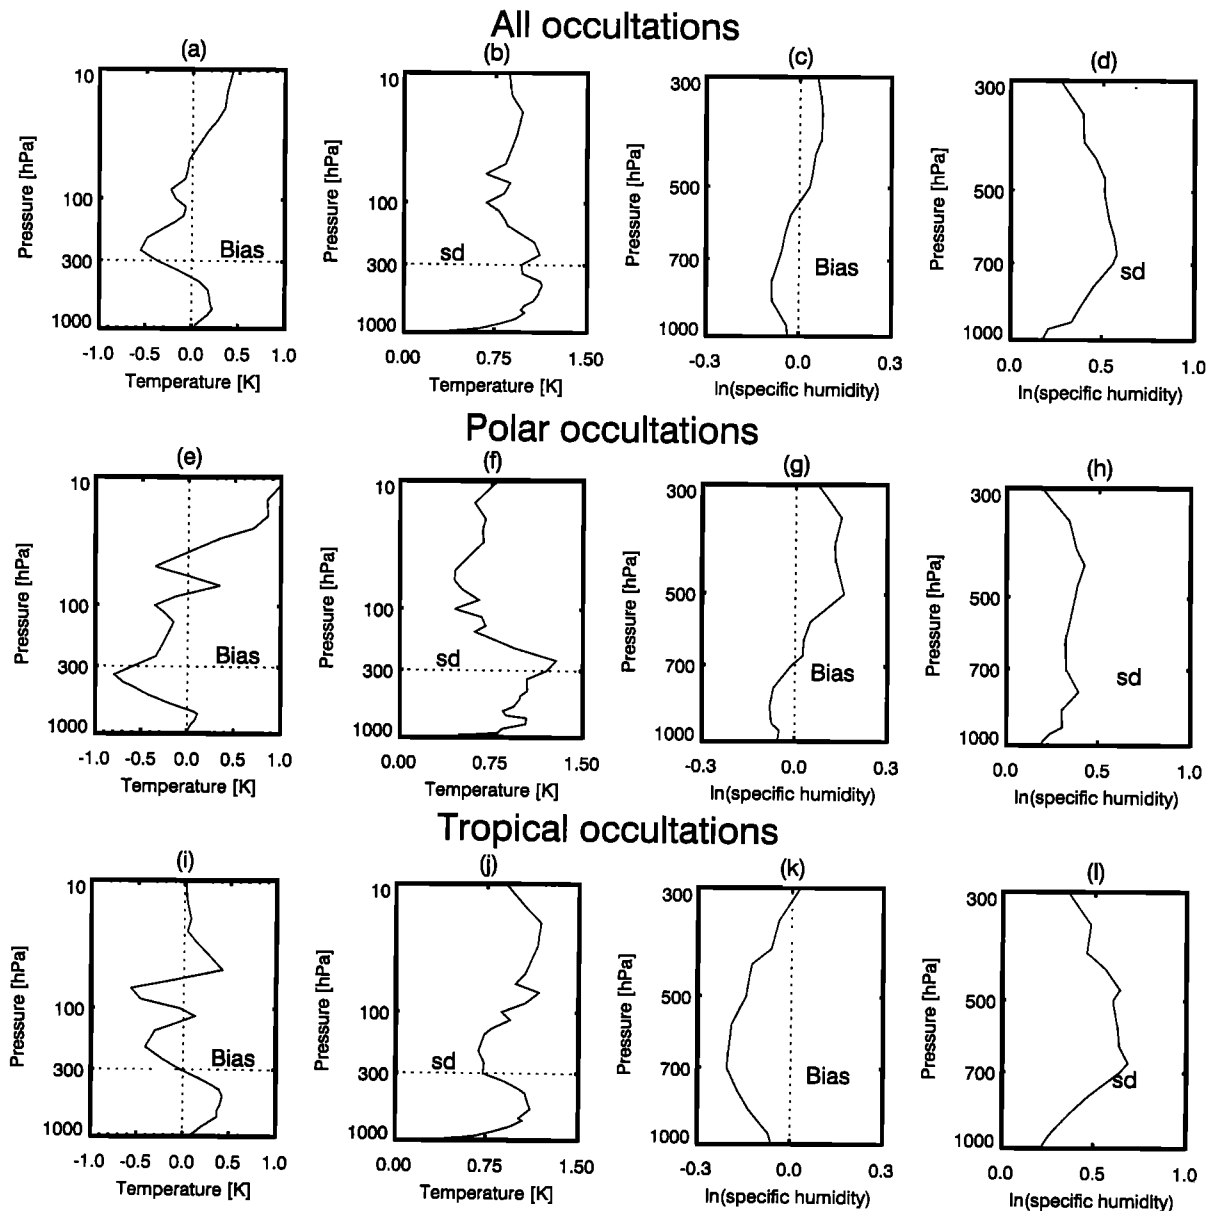 All occultations
(a) (b) (c) (d)
10 10 300 300
Pressure [hPa] Pressure [hPa] Pressure [hPa] Pressure [hPa]
100 100 500 500
Bias sd
300 300 700 Bias 700 sd
1000 1000 1000 1000
-1.0 -0.5 0.0 0.5 1.0 0.00 0.75 1.50 -0.3 0.0 0.3 0.0 0.5 1.0
Temperature [K] Temperature [K] ln(specific humidity) ln(specific humidity)
Polar occultations
(e) (f) (g) (h)
10 10 300 300
Pressure [hPa] Pressure [hPa] Pressure [hPa] Pressure [hPa]
100 100 500 500
Bias sd
300 300 700 Bias 700 sd
1000 1000 1000 1000
-1.0 -0.5 0.0 0.5 1.0 0.00 0.75 1.50 -0.3 0.0 0.3 0.0 0.5 1.0
Temperature [K] Temperature [K] ln(specific humidity) ln(specific humidity)
Tropical occultations
(i) (j) (k) (l)
10 10 300 300
Pressure [hPa] Pressure [hPa] Pressure [hPa] Pressure [hPa]
100 100 500 500
Bias sd
300 300 700 Bias 700 sd
1000 1000 1000 1000
-1.0 -0.5 0.0 0.5 1.0 0.00 0.75 1.50 -0.3 0.0 0.3 0.0 0.5 1.0
Temperature [K] Temperature [K] ln(specific humidity) ln(specific humidity)